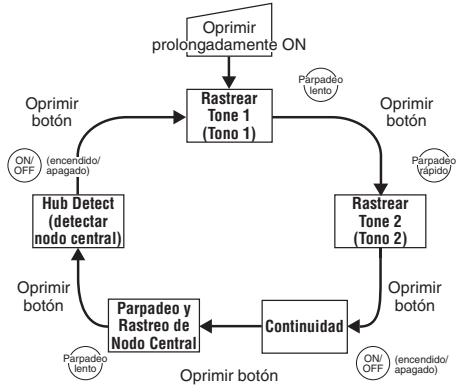 Oprimir
prolongadamente ON
Parpadeo
lento
Rastrear
Tone 1
(Tono 1)
Oprimir
botón
Oprimir
botón
ON/
OFF
(encendido/
apagado)
Parpadeo
rápido
Hub Detect
(detectar
nodo central)
Rastrear
Tone 2
(Tono 2)
Oprimir
botón
Oprimir
botón
Parpadeo y
Rastreo de
Nodo Central
Continuidad
Parpadeo
lento
ON/
OFF
(encendido/
apagado)
Oprimir botón